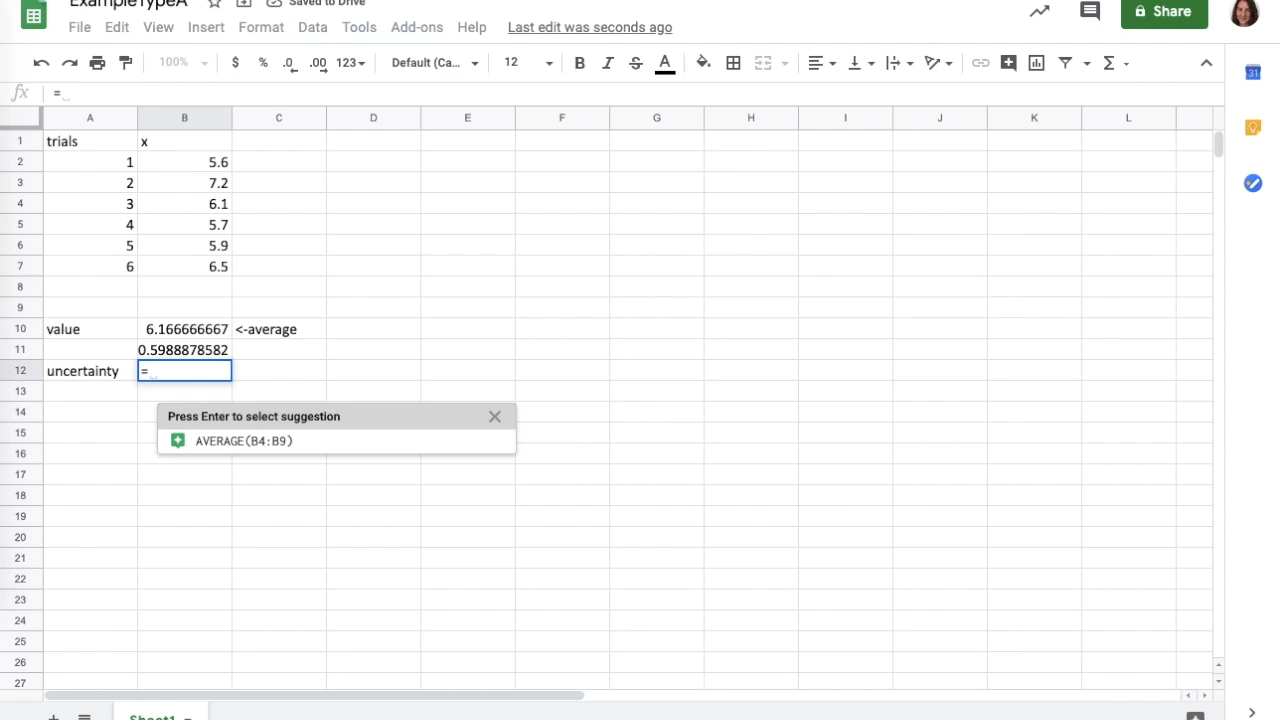 ExampleTypeA Saved to Drive
File Edit View Insert Format Data Tools Add-ons Help Last edit was seconds ago Share
100% $ % .0 .00 123 Default (Ca... 12 B I S A Σ
fx =
A B C D E F G H I J K L
1 trials x
2 1 5.6
3 2 7.2
4 3 6.1
5 4 5.7
6 5 5.9
7 6 6.5
8
9
10 value 6.166666667 <-average
11 0.5988878582
12 uncertainty =
13
14 Press Enter to select suggestion
15 AVERAGE(B4:B9)
16
17
18
19
20
21
22
23
24
25
26
27
Sheet1
31